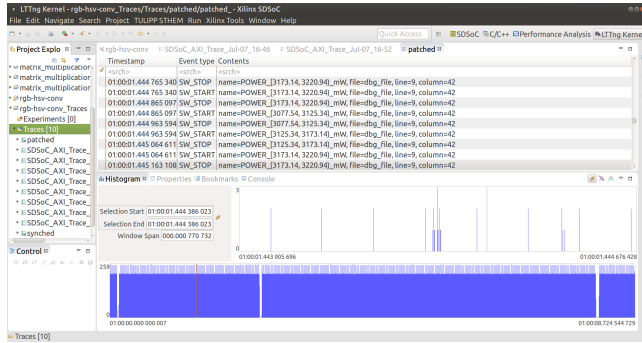 LTTng Kernel - rgb-hsv-conv_Traces/Traces/patched/patched_ - Xilinx SDSoC
File Edit Navigate Search Project TULIPP STHEM Run Xilinx Tools Window Help
Quick Access SDSoC C/C++ Performance Analysis LTTng Kernel
Project Explo
rgb-hsv-conv SDSoC_AXI_Trace_Jul-07_16-46 SDSoC_AXI_Trace_Jul-07_16-52 patched
matrix_multiplication
matrix_multiplication
matrix_multiplication
rgb-hsv-conv
rgb-hsv-conv_Traces
Experiments [0]
Traces [10]
patched
SDSoC_AXI_Trace_
SDSoC_AXI_Trace_
SDSoC_AXI_Trace_
SDSoC_AXI_Trace_
SDSoC_AXI_Trace_
SDSoC_AXI_Trace_
synched
Timestamp Event type Contents
<srch> <srch> <srch>
01:00:01.444 765 340 SW_STOP name=POWER_[3173.14, 3220.94)_mW, file=dbg_file, line=9, column=42
01:00:01.444 765 340 SW_START name=POWER_[3173.14, 3220.94)_mW, file=dbg_file, line=9, column=42
01:00:01.444 865 097 SW_STOP name=POWER_[3173.14, 3220.94)_mW, file=dbg_file, line=9, column=42
01:00:01.444 865 097 SW_START name=POWER_[3077.54, 3125.34)_mW, file=dbg_file, line=9, column=42
01:00:01.444 963 594 SW_STOP name=POWER_[3077.54, 3125.34)_mW, file=dbg_file, line=9, column=42
01:00:01.444 963 594 SW_START name=POWER_[3125.34, 3173.14)_mW, file=dbg_file, line=9, column=42
01:00:01.445 064 611 SW_STOP name=POWER_[3125.34, 3173.14)_mW, file=dbg_file, line=9, column=42
01:00:01.445 064 611 SW_START name=POWER_[3173.14, 3220.94)_mW, file=dbg_file, line=9, column=42
01:00:01.445 163 108 SW_STOP name=POWER_[3173.14, 3220.94)_mW, file=dbg_file, line=9, column=42
Histogram Properties Bookmarks Console
Selection Start 01:00:01.444 386 023
Selection End 01:00:01.444 386 023
Window Span 000.000 770 732
3
0
01:00:01.443 905 696 01:00:01.444 676 428
Control
259
0
01:00:00.000 000 007 01:00:08.724 544 729
Traces [10]